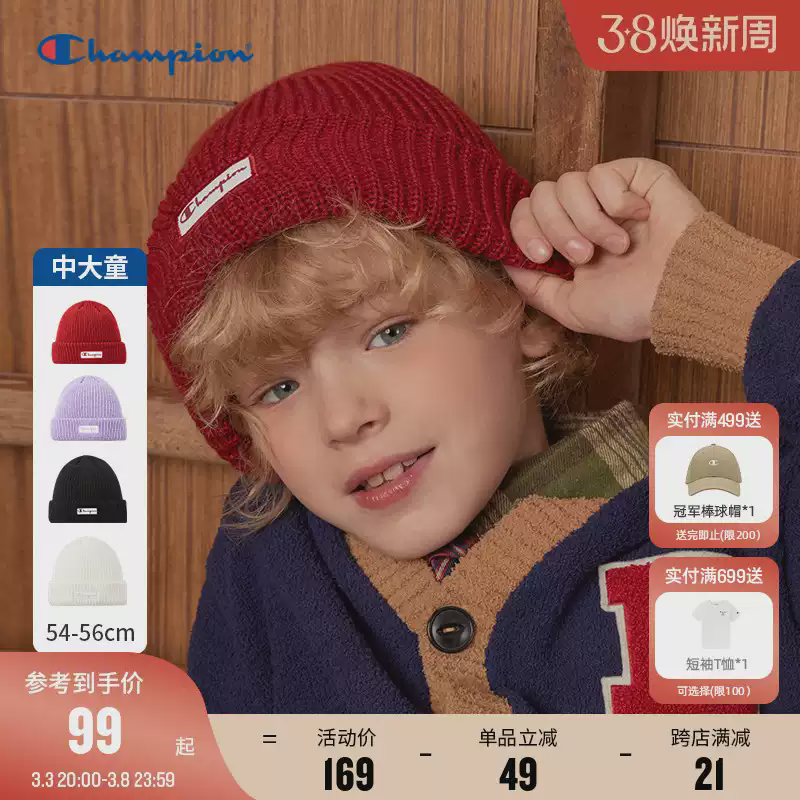 Champion
3·8焕新周
Champion
中大童
Champion
Champion
54-56cm
实付满499送
冠军棒球帽*1
送完即止(限200)
实付满699送
短袖T恤*1
可选择(限100)
参考到手价
99
起
3.3 20:00-3.8 23:59
=
活动价
169
-
单品立减
49
-
跨店满减
21